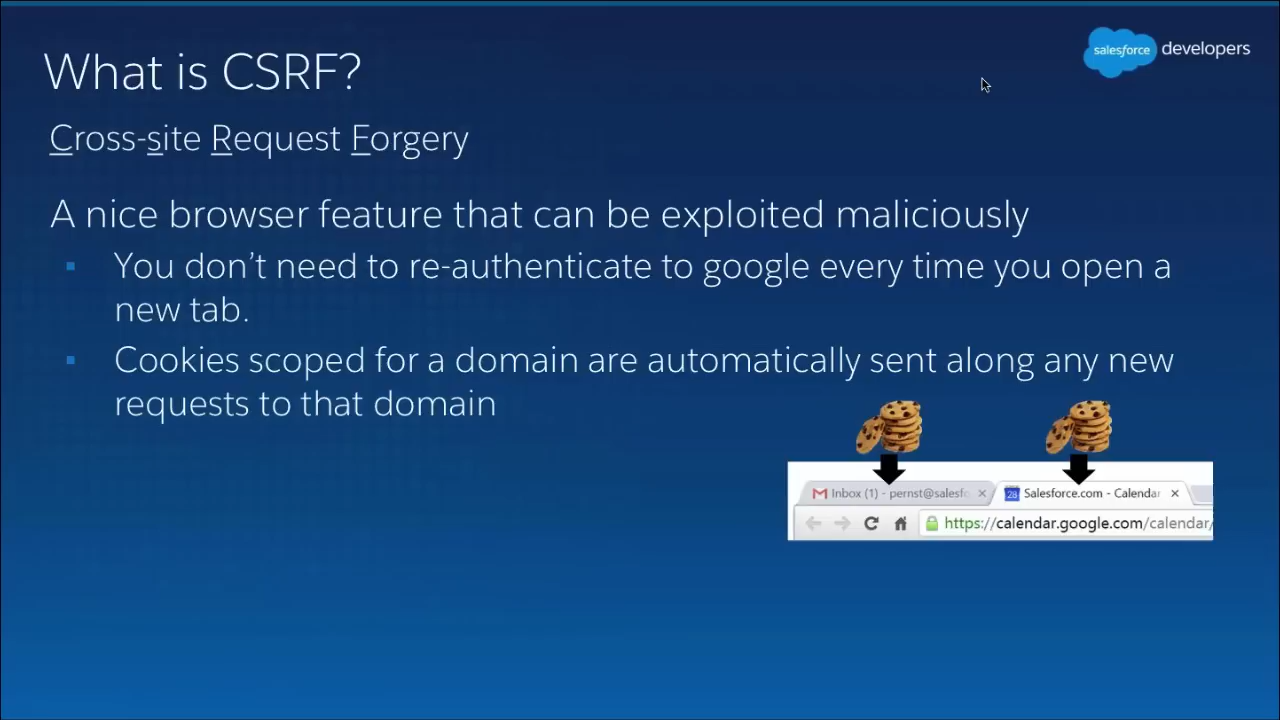 What is CSRF?
salesforce developers
Cross-site Request Forgery
A nice browser feature that can be exploited maliciously
You don't need to re-authenticate to google every time you open a
new tab.
Cookies scoped for a domain are automatically sent along any new
requests to that domain
Inbox (1) - pernst@salesfo
28 Salesforce.com - Calendar
https://calendar.google.com/calendar/